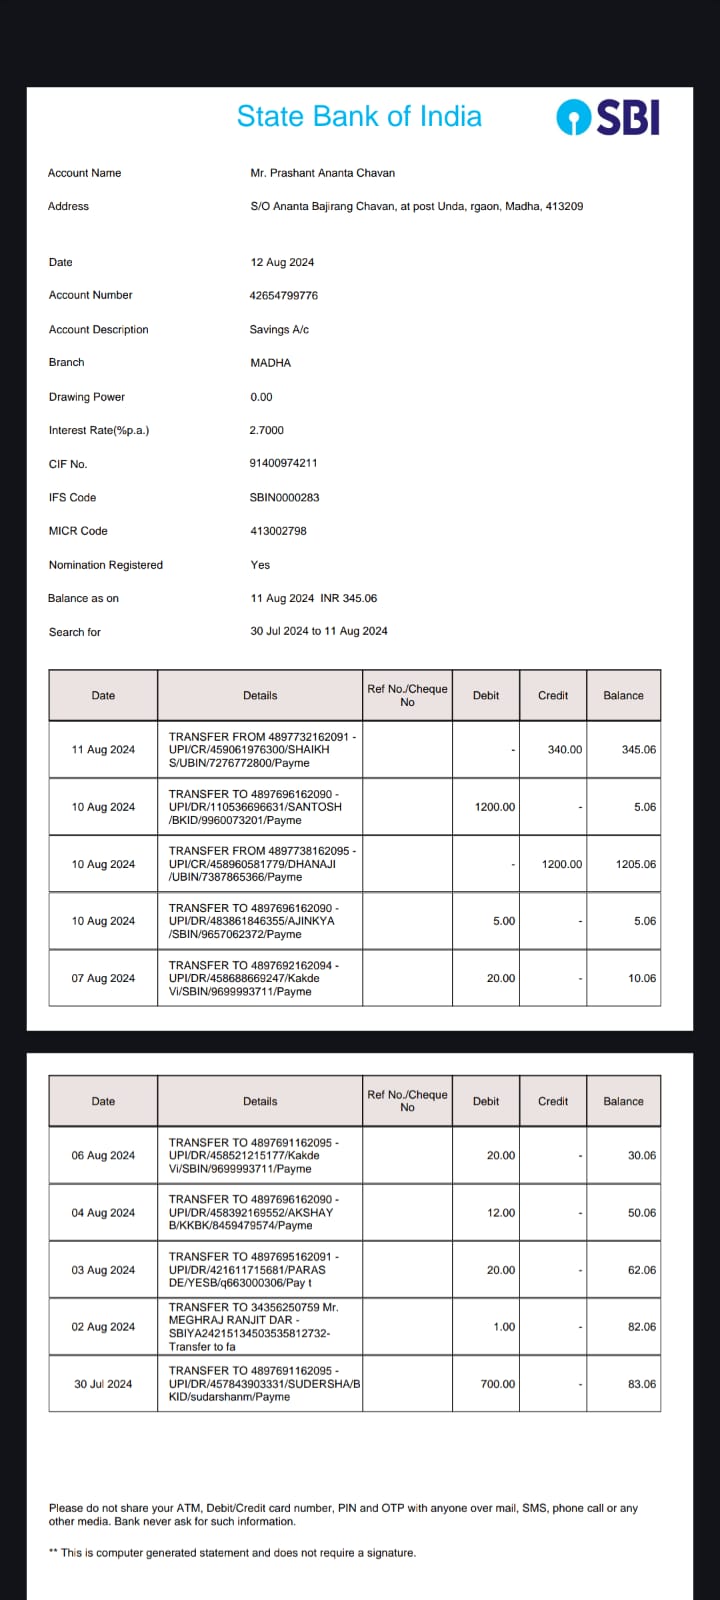 State Bank of India
SBI
Account Name Mr. Prashant Ananta Chavan
Address S/O Ananta Bajirang Chavan, at post Unda, rgaon, Madha, 413209
Date 12 Aug 2024
Account Number 42654799776
Account Description Savings A/c
Branch MADHA
Drawing Power 0.00
Interest Rate(%p.a.) 2.7000
CIF No. 91400974211
IFS Code SBIN0000283
MICR Code 413002798
Nomination Registered Yes
Balance as on 11 Aug 2024 INR 345.06
Search for 30 Jul 2024 to 11 Aug 2024
Date Details Ref No./Cheque No Debit Credit Balance
11 Aug 2024 TRANSFER FROM 4897732162091 -
UPI/CR/459061976300/SHAIKH
S/UBIN/7276772800/Payme
- 340.00 345.06
10 Aug 2024 TRANSFER TO 4897696162090 -
UPI/DR/110536696631/SANTOSH
/BKID/9960073201/Payme
1200.00 - 5.06
10 Aug 2024 TRANSFER FROM 4897738162095 -
UPI/CR/458960581779/DHANAJI
/UBIN/7387865366/Payme
- 1200.00 1205.06
10 Aug 2024 TRANSFER TO 4897696162090 -
UPI/DR/483861846355/AJINKYA
/SBIN/9657062372/Payme
5.00 - 5.06
07 Aug 2024 TRANSFER TO 4897692162094 -
UPI/DR/458688669247/Kakde
Vi/SBIN/9699993711/Payme
20.00 - 10.06
Date Details Ref No./Cheque No Debit Credit Balance
06 Aug 2024 TRANSFER TO 4897691162095 -
UPI/DR/458521215177/Kakde
Vi/SBIN/9699993711/Payme
20.00 - 30.06
04 Aug 2024 TRANSFER TO 4897696162090 -
UPI/DR/458392169552/AKSHAY
B/KKBK/8459479574/Payme
12.00 - 50.06
03 Aug 2024 TRANSFER TO 4897695162091 -
UPI/DR/421611715681/PARAS
DE/YESB/q663000306/Pay t
20.00 - 62.06
02 Aug 2024 TRANSFER TO 34356250759 Mr.
MEGHRAJ RANJIT DAR -
SBIYA24215134503535812732-
Transfer to fa
1.00 - 82.06
30 Jul 2024 TRANSFER TO 4897691162095 -
UPI/DR/457843903331/SUDERSHA/B
KID/sudarshanm/Payme
700.00 - 83.06
Please do not share your ATM, Debit/Credit card number, PIN and OTP with anyone over mail, SMS, phone call or any
other media. Bank never ask for such information.
** This is computer generated statement and does not require a signature.